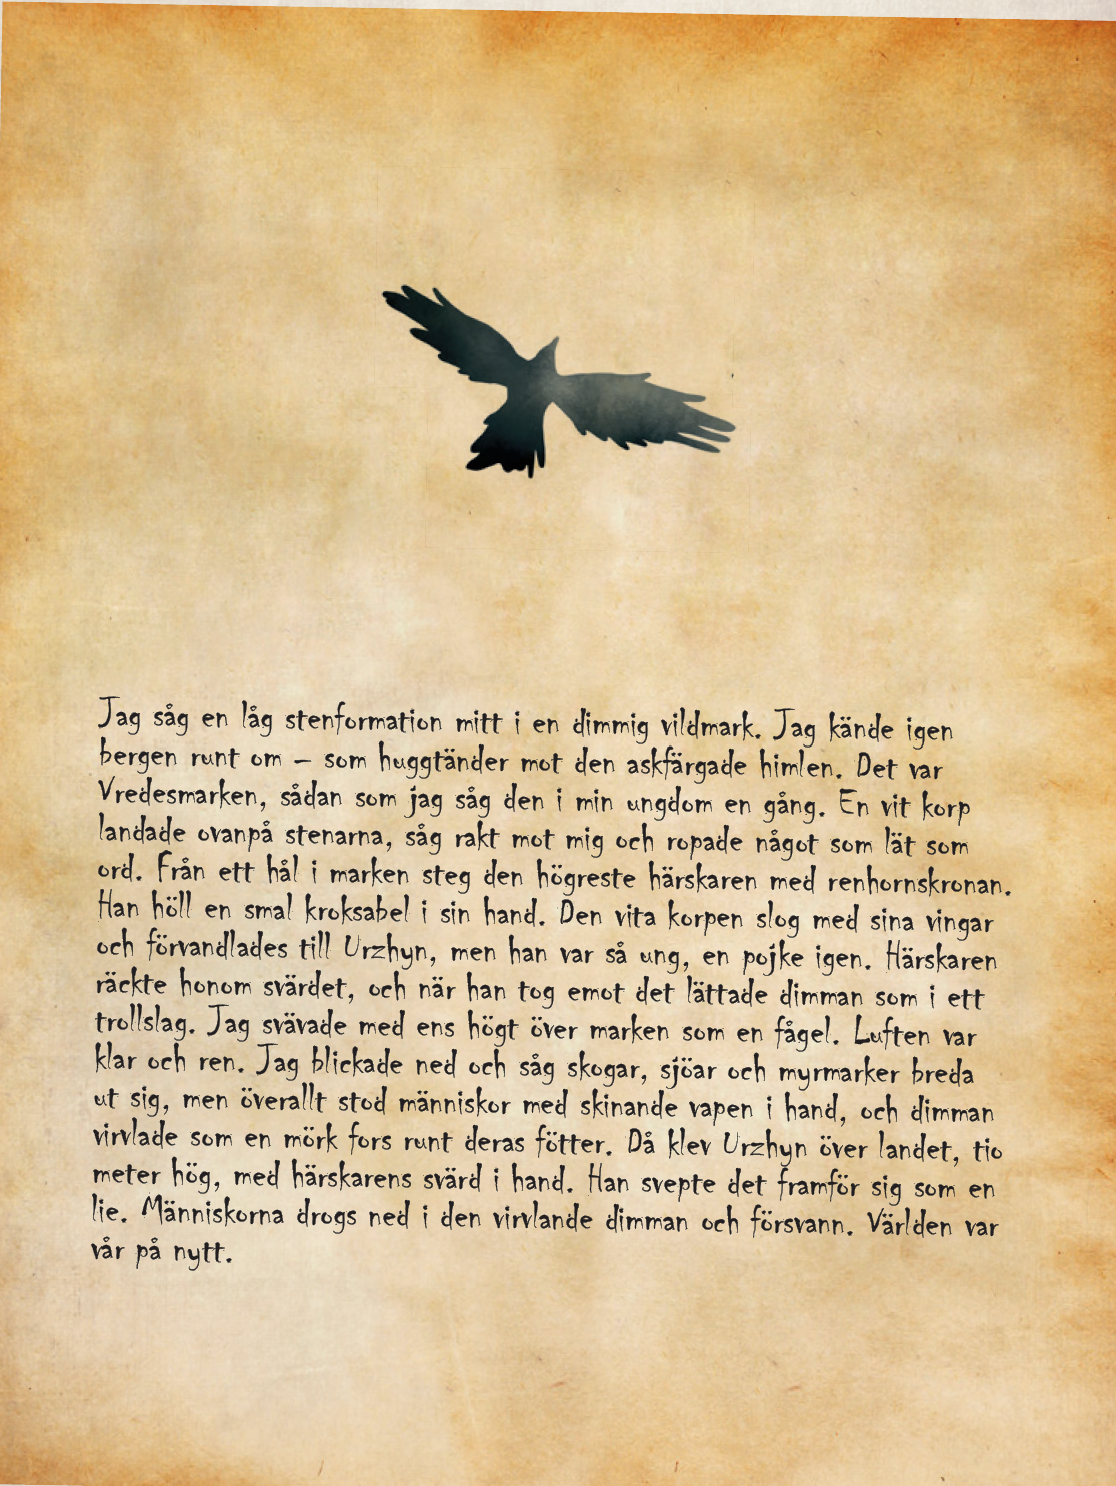 Jag såg en låg stenformation mitt i en dimmig vildmark. Jag kände igen
bergen runt om – som huggtänder mot den askfärgade himlen. Det var
Vredesmarken, sådan som jag såg den i min ungdom en gång. En vit korp
landade ovanpå stenarna, såg rakt mot mig och ropade något som lät som
ord. Från ett hål i marken steg den högreste härskaren med renhornskronan.
Han höll en smal kroksabel i sin hand. Den vita korpen slog med sina vingar
och förvandlades till Urzhyn, men han var så ung, en pojke igen. Härskaren
räckte honom svärdet, och när han tog emot det lättade dimman som i ett
trollslag. Jag svävade med ens högt över marken som en fågel. Luften var
klar och ren. Jag blickade ned och såg skogar, sjöar och myrmarker breda
ut sig, men överallt stod människor med skinande vapen i hand, och dimman
virvlade som en mörk fors runt deras fötter. Då klev Urzhyn över landet, tio
meter hög, med härskarens svärd i hand. Han svepte det framför sig som en
lie. Människorna drogs ned i den virvlande dimman och försvann. Världen var
vår på nytt.